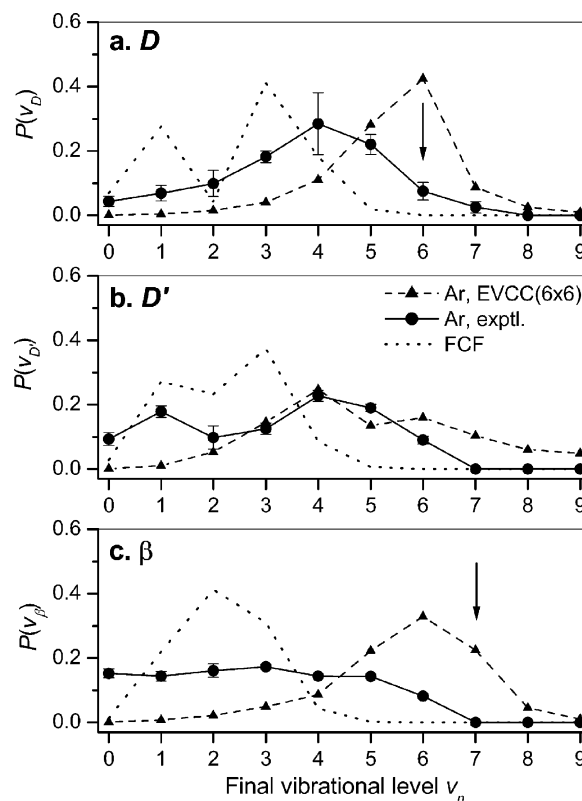 a. D
P(v_D)
0.6
0.4
0.2
0.0
0 1 2 3 4 5 6 7 8 9
b. D'
P(v_D')
0.6
0.4
0.2
0.0
Ar, EVCC(6x6)
Ar, exptl.
FCF
0 1 2 3 4 5 6 7 8 9
c. β
P(v_β)
0.6
0.4
0.2
0.0
0 1 2 3 4 5 6 7 8 9
Final vibrational level v_n